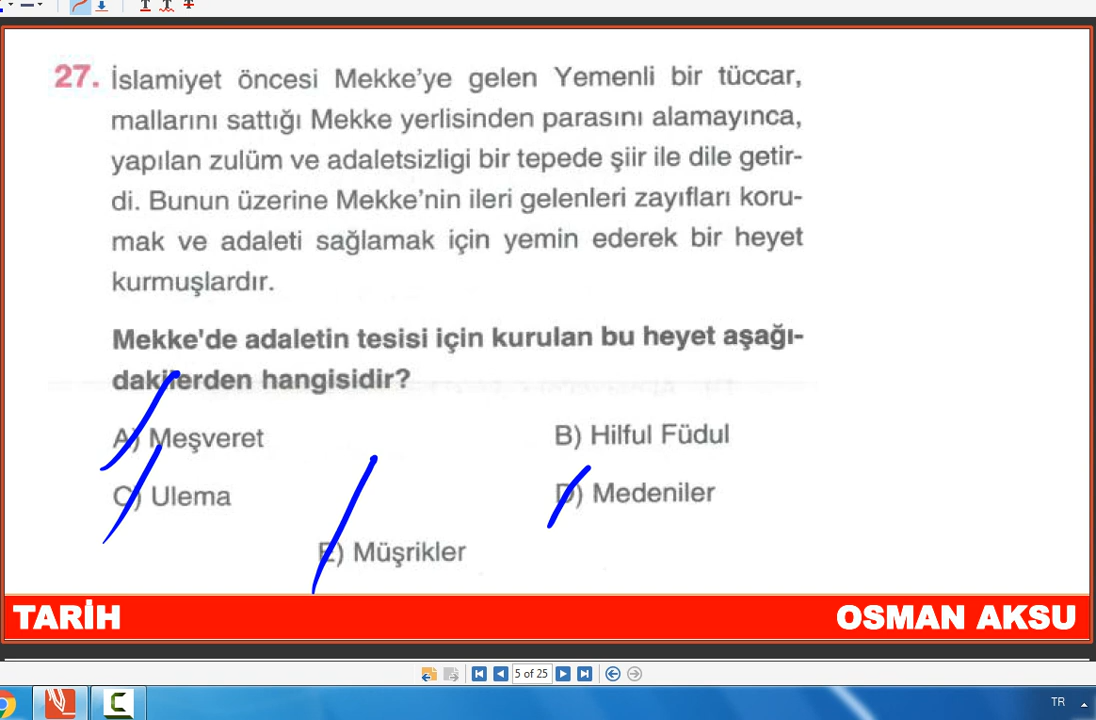 27. İslamiyet öncesi Mekke'ye gelen Yemenli bir tüccar,
mallarını sattığı Mekke yerlisinden parasını alamayınca,
yapılan zulüm ve adaletsizligi bir tepede şiir ile dile getir-
di. Bunun üzerine Mekke'nin ileri gelenleri zayıfları koru-
mak ve adaleti sağlamak için yemin ederek bir heyet
kurmuşlardır.
Mekke'de adaletin tesisi için kurulan bu heyet aşağı-
dakilerden hangisidir?
A) Meşveret
B) Hilful Füdul
C) Ulema
D) Medeniler
E) Müşrikler
TARİH
OSMAN AKSU
5 of 25
TR